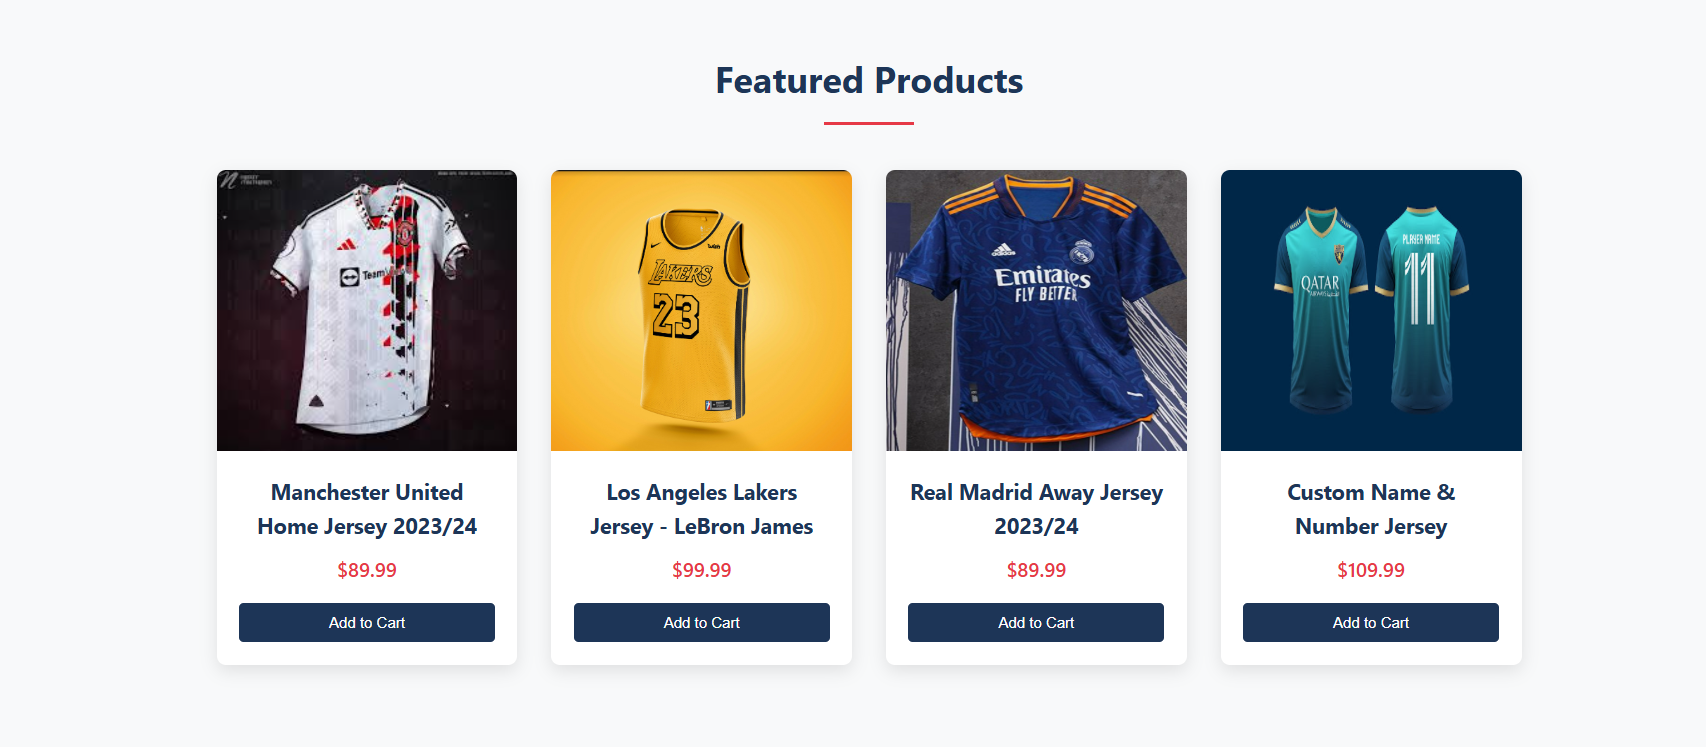 Featured Products
TeamV
LAKERS
23
adidas
Emirates
FLY BETTER
QATAR
PLAYER NAME
11
Manchester United
Home Jersey 2023/24
$89.99
Add to Cart
Los Angeles Lakers
Jersey - LeBron James
$99.99
Add to Cart
Real Madrid Away Jersey
2023/24
$89.99
Add to Cart
Custom Name &
Number Jersey
$109.99
Add to Cart